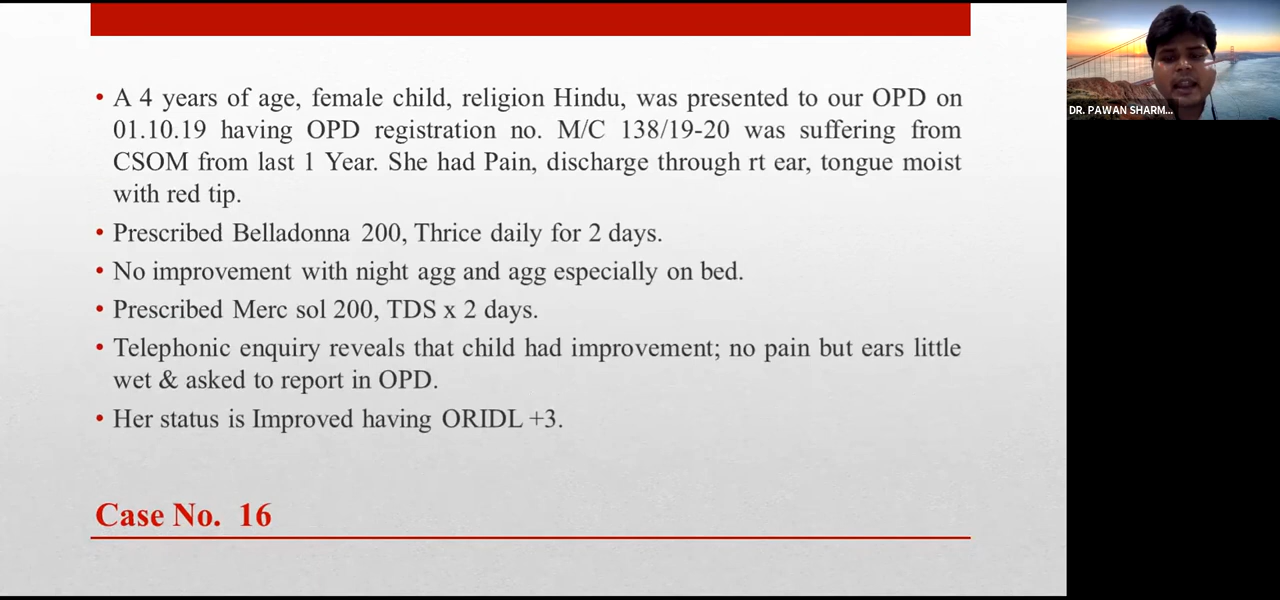 • A 4 years of age, female child, religion Hindu, was presented to our OPD on
01.10.19 having OPD registration no. M/C 138/19-20 was suffering from
CSOM from last 1 Year. She had Pain, discharge through rt ear, tongue moist
with red tip.
• Prescribed Belladonna 200, Thrice daily for 2 days.
• No improvement with night agg and agg especially on bed.
• Prescribed Merc sol 200, TDS x 2 days.
• Telephonic enquiry reveals that child had improvement; no pain but ears little
wet & asked to report in OPD.
• Her status is Improved having ORIDL +3.
Case No. 16
DR. PAWAN SHARM...